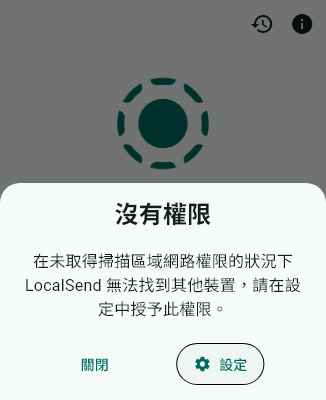 沒有權限
在未取得掃描區域網路權限的狀況下
LocalSend 無法找到其他裝置，請在設
定中授予此權限。
關閉
設定